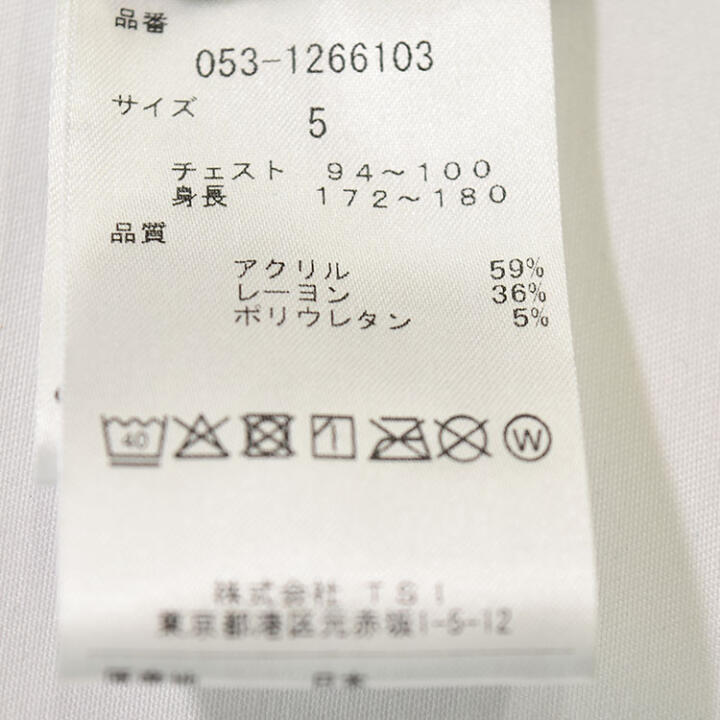 品番
053-1266103
サイズ
5
チェスト 94~100
身長 172~180
品質
アクリル 59%
レーヨン 36%
ポリウレタン 5%
40 W
株式会社 TSI
東京都港区元赤坂1-5-12